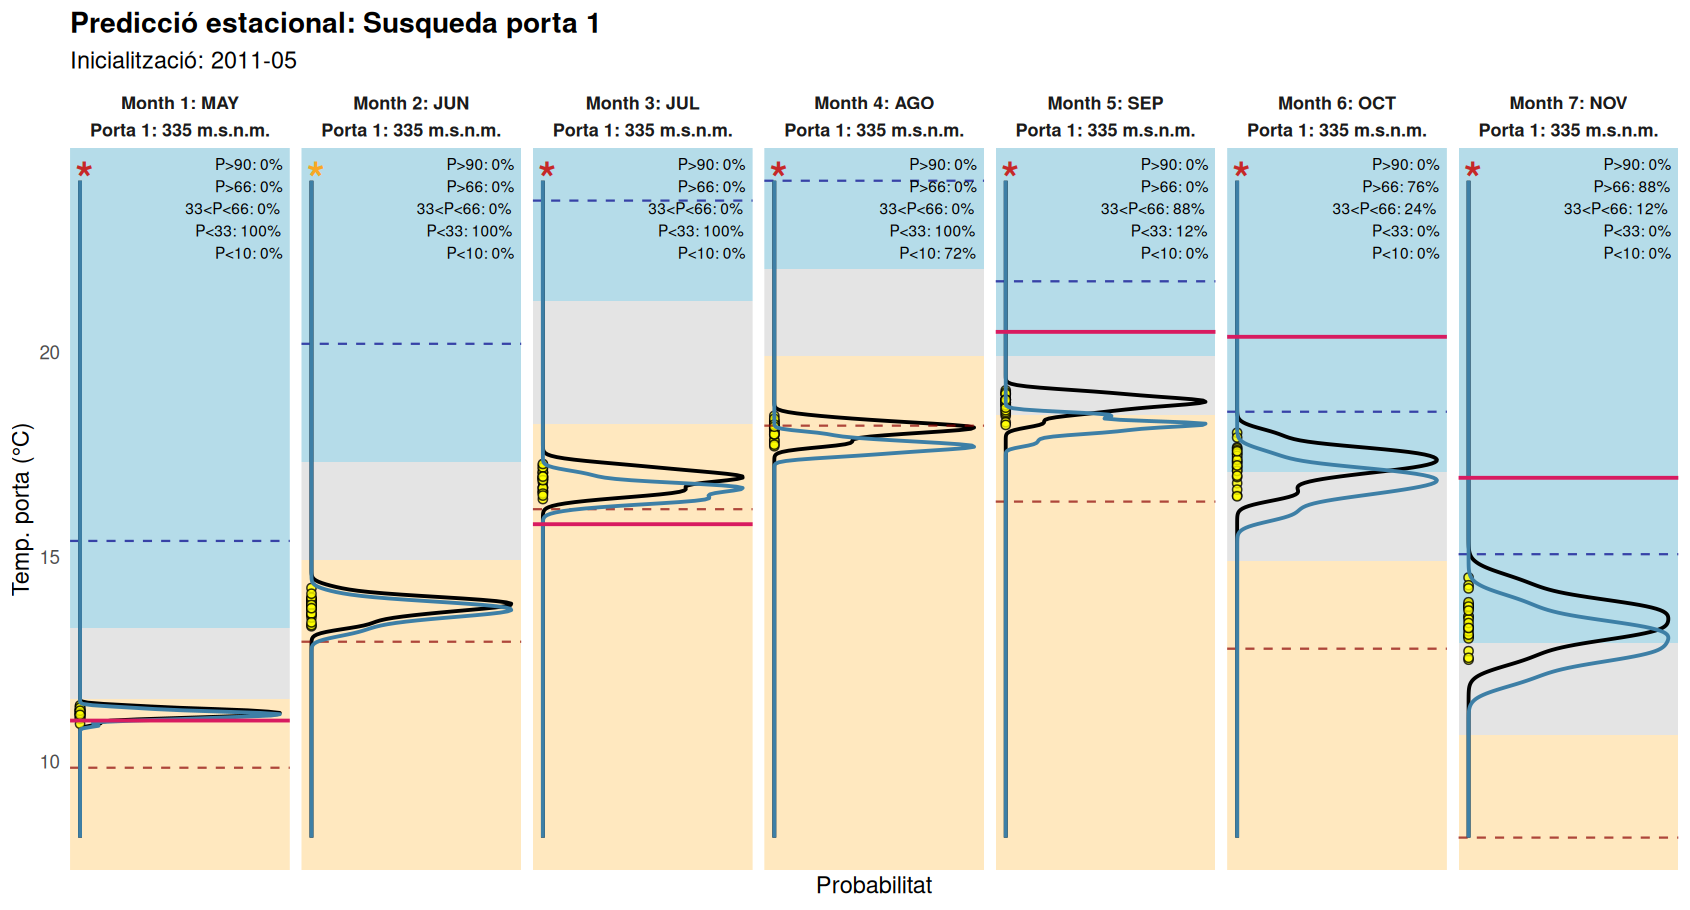 Predicció estacional: Susqueda porta 1
Inicialització: 2011-05
Month 1: MAY
Porta 1: 335 m.s.n.m.
Month 2: JUN
Porta 1: 335 m.s.n.m.
Month 3: JUL
Porta 1: 335 m.s.n.m.
Month 4: AGO
Porta 1: 335 m.s.n.m.
Month 5: SEP
Porta 1: 335 m.s.n.m.
Month 6: OCT
Porta 1: 335 m.s.n.m.
Month 7: NOV
Porta 1: 335 m.s.n.m.
*
P>90: 0%
P>66: 0%
33<P<66: 0%
P<33: 100%
P<10: 0%
*
P>90: 0%
P>66: 0%
33<P<66: 0%
P<33: 100%
P<10: 0%
*
P>90: 0%
P>66: 0%
33<P<66: 0%
P<33: 100%
P<10: 0%
*
P>90: 0%
P>66: 0%
33<P<66: 0%
P<33: 100%
P<10: 72%
*
P>90: 0%
P>66: 0%
33<P<66: 88%
P<33: 12%
P<10: 0%
*
P>90: 0%
P>66: 76%
33<P<66: 24%
P<33: 0%
P<10: 0%
*
P>90: 0%
P>66: 88%
33<P<66: 12%
P<33: 0%
P<10: 0%
20
15
10
Temp. porta (°C)
Probabilitat